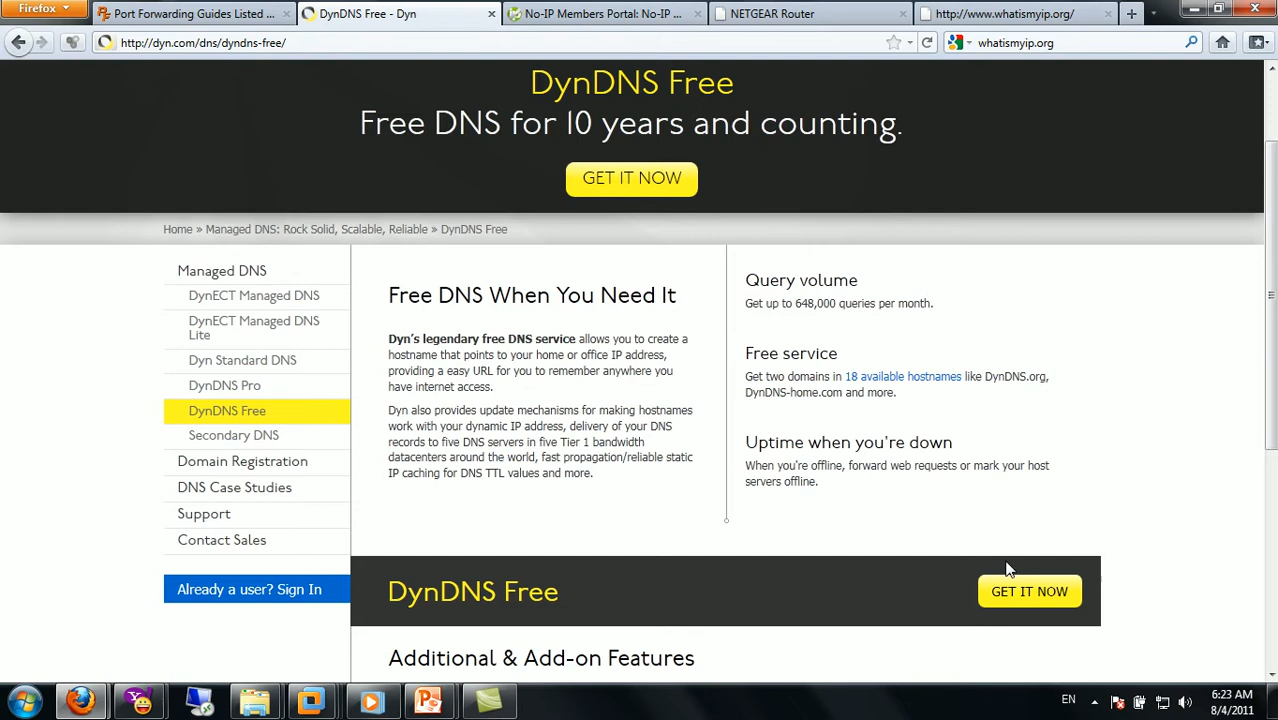 Firefox
Port Forwarding Guides Listed ...
DynDNS Free - Dyn
No-IP Members Portal: No-IP ...
NETGEAR Router
http://www.whatismyip.org/
http://dyn.com/dns/dyndns-free/
whatismyip.org
DynDNS Free
Free DNS for 10 years and counting.
GET IT NOW
Home » Managed DNS: Rock Solid, Scalable, Reliable » DynDNS Free
Managed DNS
DynECT Managed DNS
DynECT Managed DNS
Lite
Dyn Standard DNS
DynDNS Pro
DynDNS Free
Secondary DNS
Domain Registration
DNS Case Studies
Support
Contact Sales
Already a user? Sign In
Free DNS When You Need It
Dyn's legendary free DNS service allows you to create a
hostname that points to your home or office IP address,
providing a easy URL for you to remember anywhere you
have internet access.
Dyn also provides update mechanisms for making hostnames
work with your dynamic IP address, delivery of your DNS
records to five DNS servers in five Tier 1 bandwidth
datacenters around the world, fast propagation/reliable static
IP caching for DNS TTL values and more.
Query volume
Get up to 648,000 queries per month.
Free service
Get two domains in 18 available hostnames like DynDNS.org,
DynDNS-home.com and more.
Uptime when you're down
When you're offline, forward web requests or mark your host
servers offline.
DynDNS Free
GET IT NOW
Additional & Add-on Features
EN
6:23 AM
8/4/2011